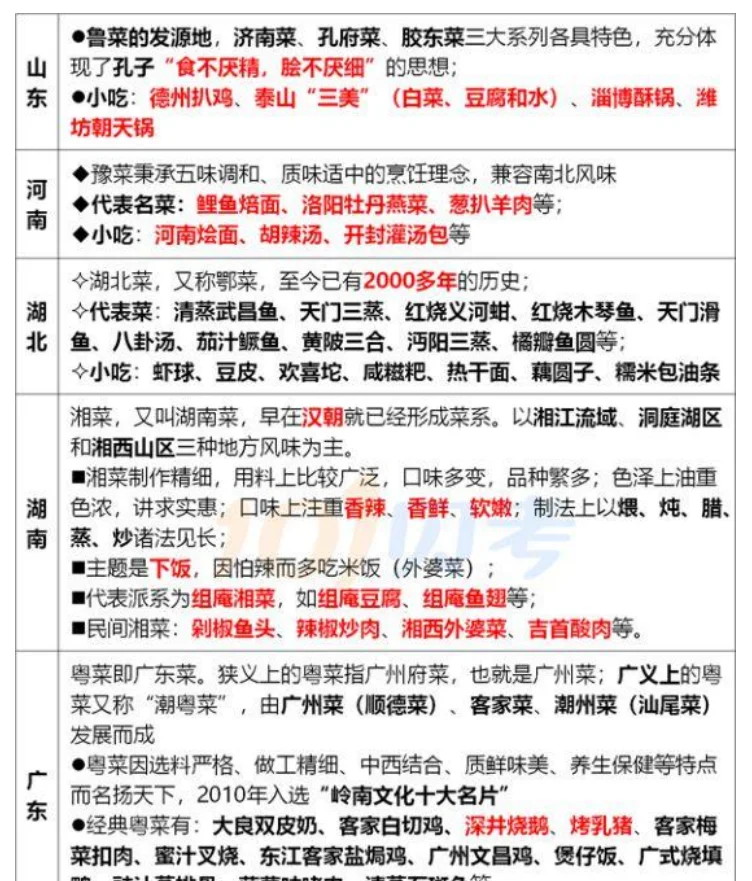 山东
●鲁菜的发源地，济南菜、孔府菜、胶东菜三大系列各具特色，充分体
现了孔子“食不厌精，脍不厌细”的思想；
●小吃：德州扒鸡、泰山“三美”（白菜、豆腐和水）、淄博酥锅、潍
坊朝天锅
河南
◆豫菜秉承五味调和、质味适中的烹饪理念，兼容南北风味
◆代表名菜：鲤鱼焙面、洛阳牡丹燕菜、葱扒羊肉等；
◆小吃：河南烩面、胡辣汤、开封灌汤包等
湖北
✧湖北菜，又称鄂菜，至今已有2000多年的历史；
✧代表菜：清蒸武昌鱼、天门三蒸、红烧义河蚶、红烧木琴鱼、天门滑
鱼、八卦汤、茄汁鳜鱼、黄陂三合、沔阳三蒸、橘瓣鱼圆等；
✧小吃：虾球、豆皮、欢喜坨、咸糍粑、热干面、藕圆子、糯米包油条
湖南
湘菜，又叫湖南菜，早在汉朝就已经形成菜系。以湘江流域、洞庭湖区
和湘西山区三种地方风味为主。
■湘菜制作精细，用料上比较广泛，口味多变，品种繁多；色泽上油重
色浓，讲求实惠；口味上注重香辣、香鲜、软嫩；制法上以煨、炖、腊、
蒸、炒诸法见长；
■主题是下饭，因怕辣而多吃米饭（外婆菜）；
■代表派系为组庵湘菜，如组庵豆腐、组庵鱼翅等；
■民间湘菜：剁椒鱼头、辣椒炒肉、湘西外婆菜、吉首酸肉等。
广东
粤菜即广东菜。狭义上的粤菜指广州府菜，也就是广州菜；广义上的粤
菜又称“潮粤菜”，由广州菜（顺德菜）、客家菜、潮州菜（汕尾菜）
发展而成
●粤菜因选料严格、做工精细、中西结合、质鲜味美、养生保健等特点
而名扬天下，2010年入选“岭南文化十大名片”
●经典粤菜有：大良双皮奶、客家白切鸡、深井烧鹅、烤乳猪、客家梅
菜扣肉、蜜汁叉烧、东江客家盐焗鸡、广州文昌鸡、煲仔饭、广式烧填